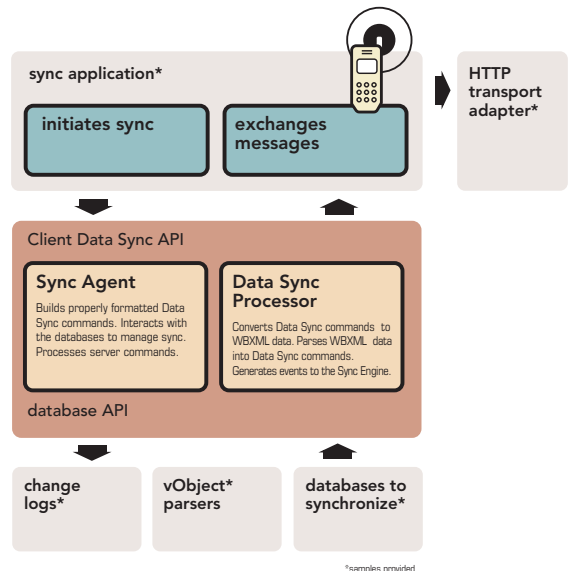 sync application*
initiates sync
exchanges
messages
HTTP
transport
adapter*
Client Data Sync API
Sync Agent
Builds properly formatted Data
Sync commands. Interacts with
the databases to manage sync.
Processes server commands.
Data Sync
Processor
Converts Data Sync commands to
WBXML data. Parses WBXML data
into Data Sync commands.
Generates events to the Sync Engine.
database API
change
logs*
vObject*
parsers
databases to
synchronize*
*samples provided